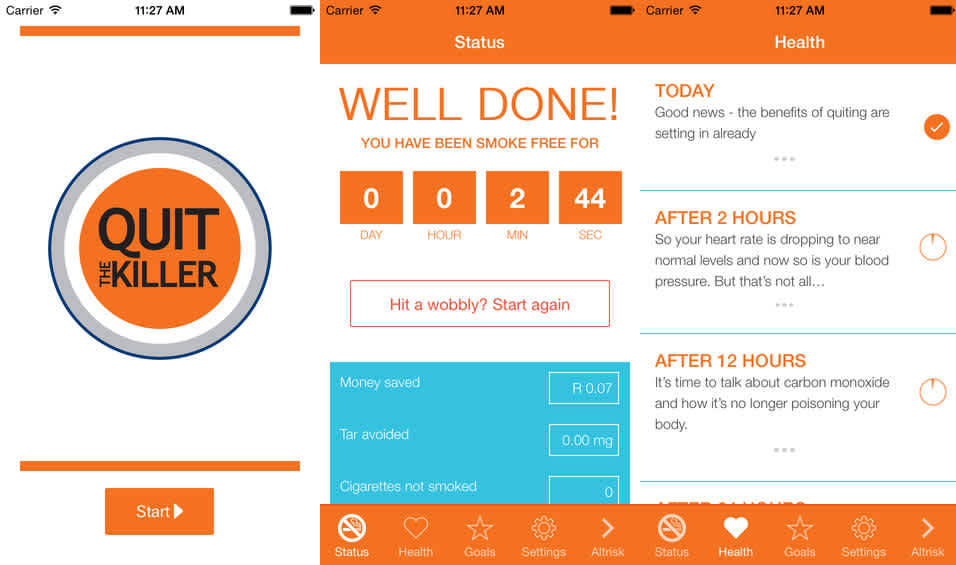 Carrier 11:27 AM
QUIT
THE KILLER
Start
Carrier 11:27 AM
Status
WELL DONE!
YOU HAVE BEEN SMOKE FREE FOR
0 0 2 44
DAY HOUR MIN SEC
Hit a wobbly? Start again
Money saved R 0.07
Tar avoided 0.00 mg
Cigarettes not smoked 0
Status Health Goals Settings Altrisk
Carrier 11:27 AM
Health
TODAY
Good news - the benefits of quiting are
setting in already
AFTER 2 HOURS
So your heart rate is dropping to near
normal levels and now so is your blood
pressure. But that's not all...
AFTER 12 HOURS
It's time to talk about carbon monoxide
and how it's no longer poisoning your
body.
Status Health Goals Settings Altrisk